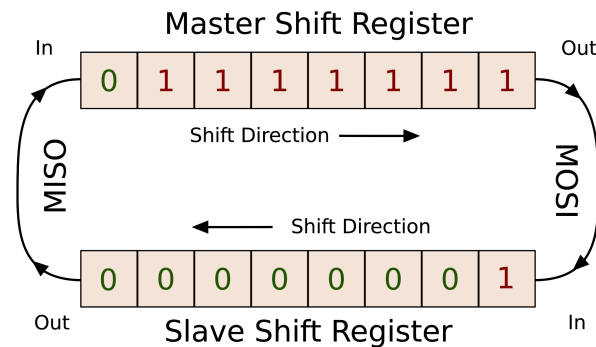 Master Shift Register
In
Out
0 1 1 1 1 1 1 1
Shift Direction
MISO
MOSI
Shift Direction
0 0 0 0 0 0 0 1
Out
In
Slave Shift Register